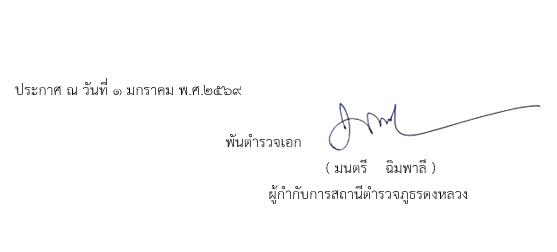 ประกาศ ณ วันที่ ๑ มกราคม พ.ศ.๒๕๖๙
พันตำรวจเอก
( มนตรี ฉิมพาลี )
ผู้กำกับการสถานีตำรวจภูธรดงหลวง